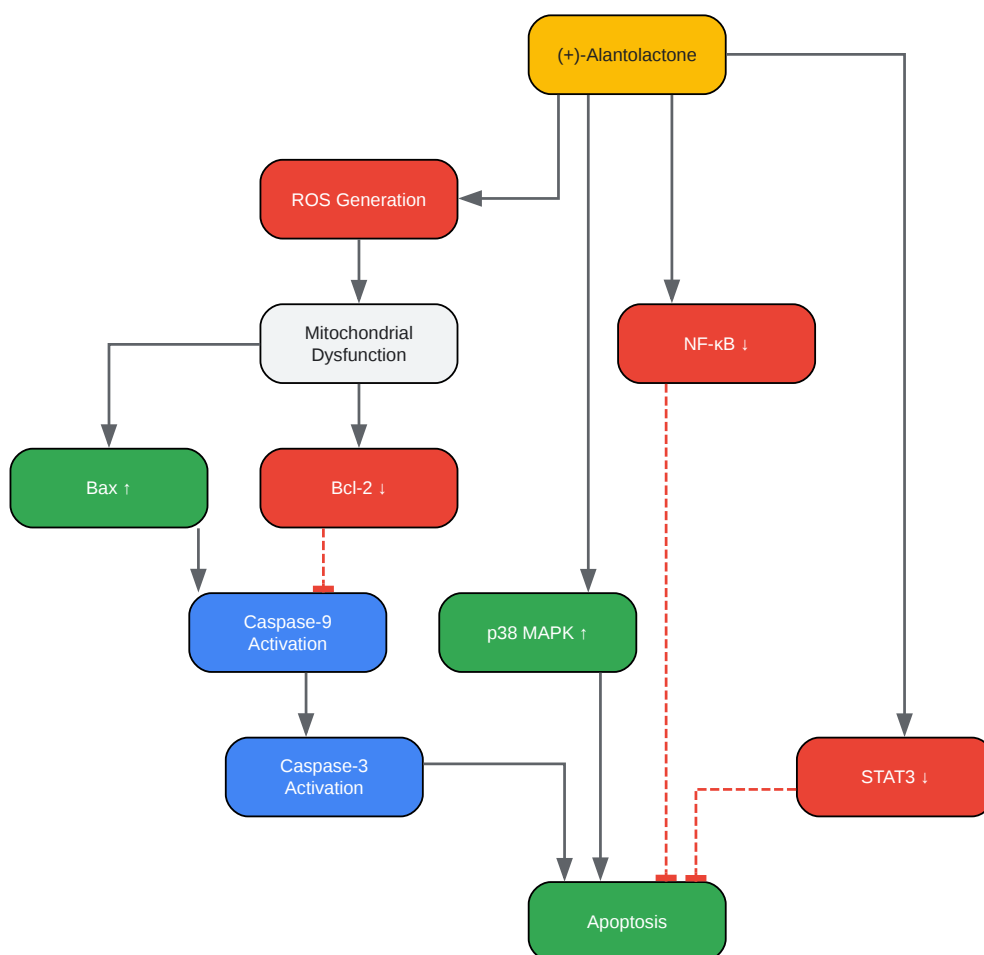 (+)-Alantolactone
ROS Generation
Mitochondrial
Dysfunction
NF-κB ↓
Bax ↑
Bcl-2 ↓
Caspase-9
Activation
p38 MAPK ↑
Caspase-3
Activation
STAT3 ↓
Apoptosis